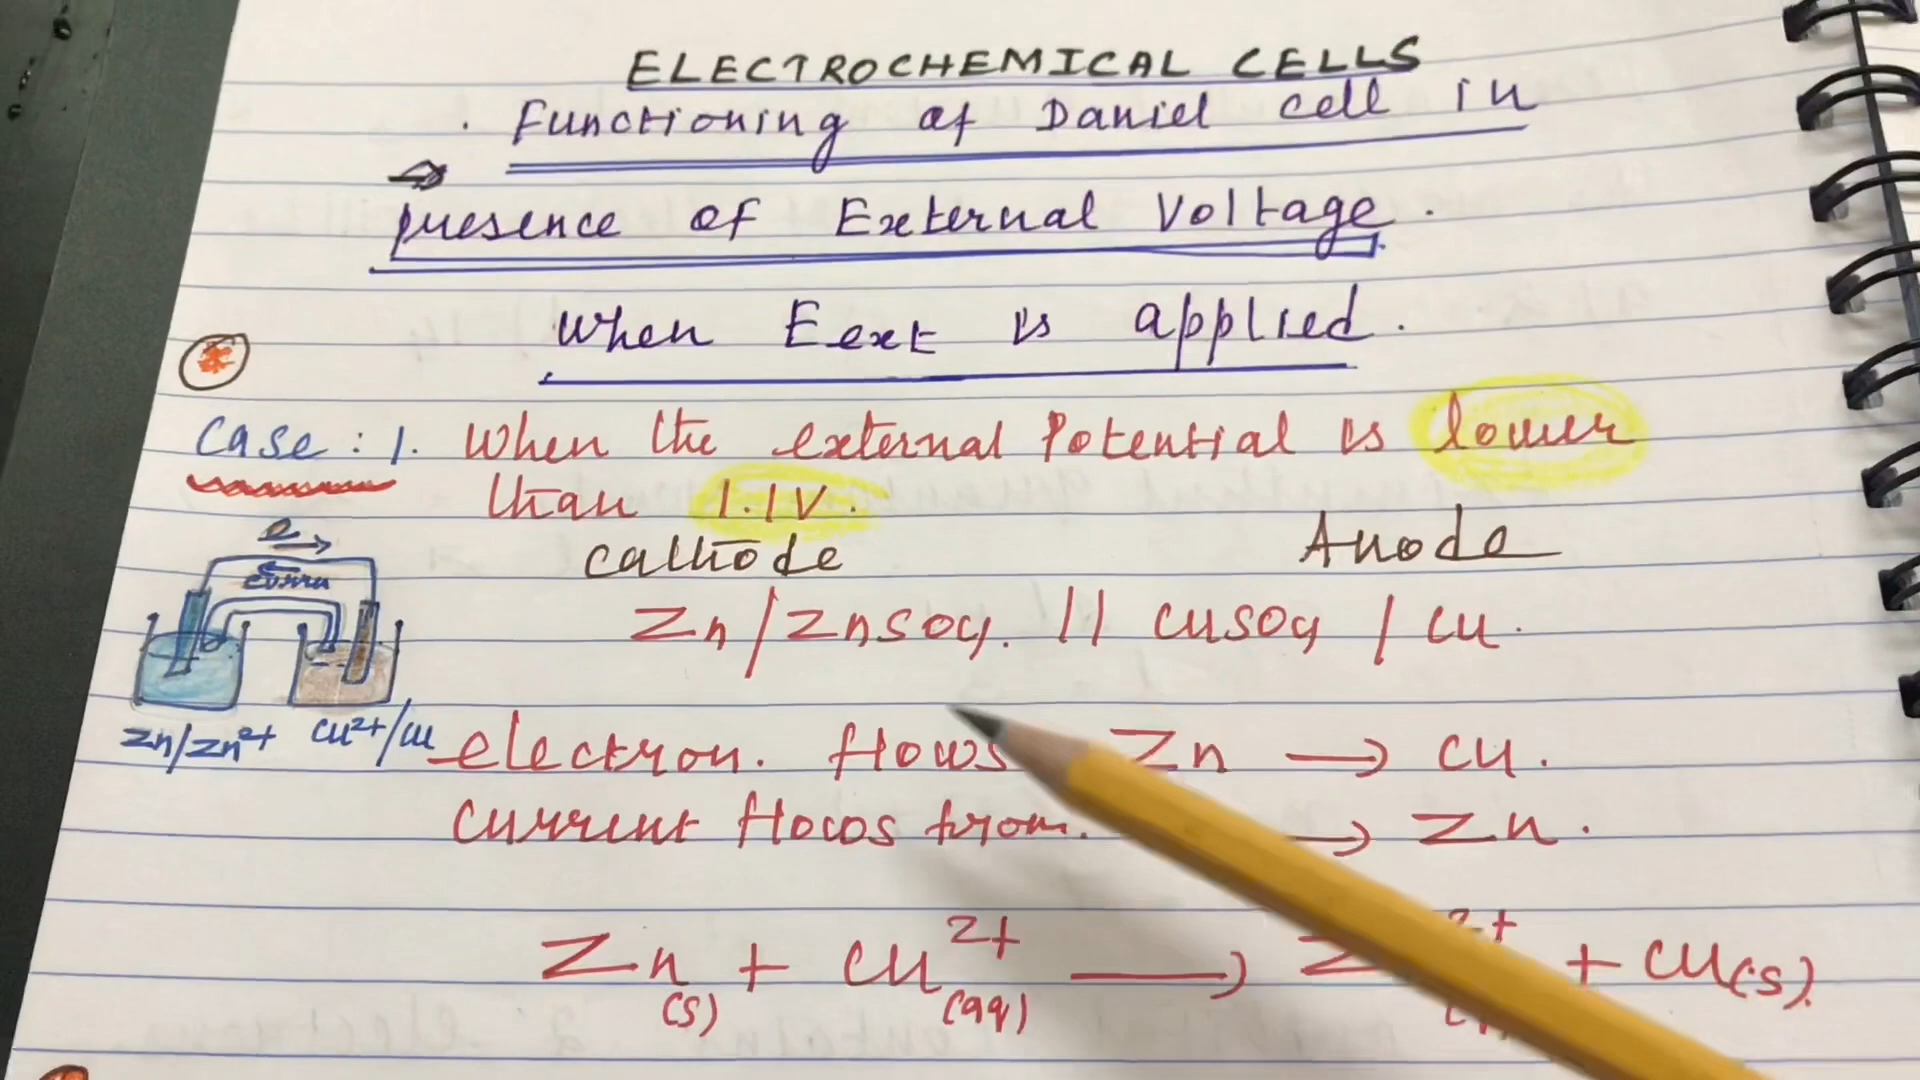 ELECTROCHEMICAL CELLS
Functioning of Daniel cell in
presence of External Voltage.
When Eext is applied.
Case: 1. When the external Potential is lower
than 1.1V.
Cathode Anode
Zn/ZnSO4. || CuSO4 / Cu.
e
Zn/Zn2+ Cu2+/Cu
electron. flows Zn → Cu.
Current flows from. → Zn.
Zn(s) + Cu2+(aq) → 2+ + Cu(s).